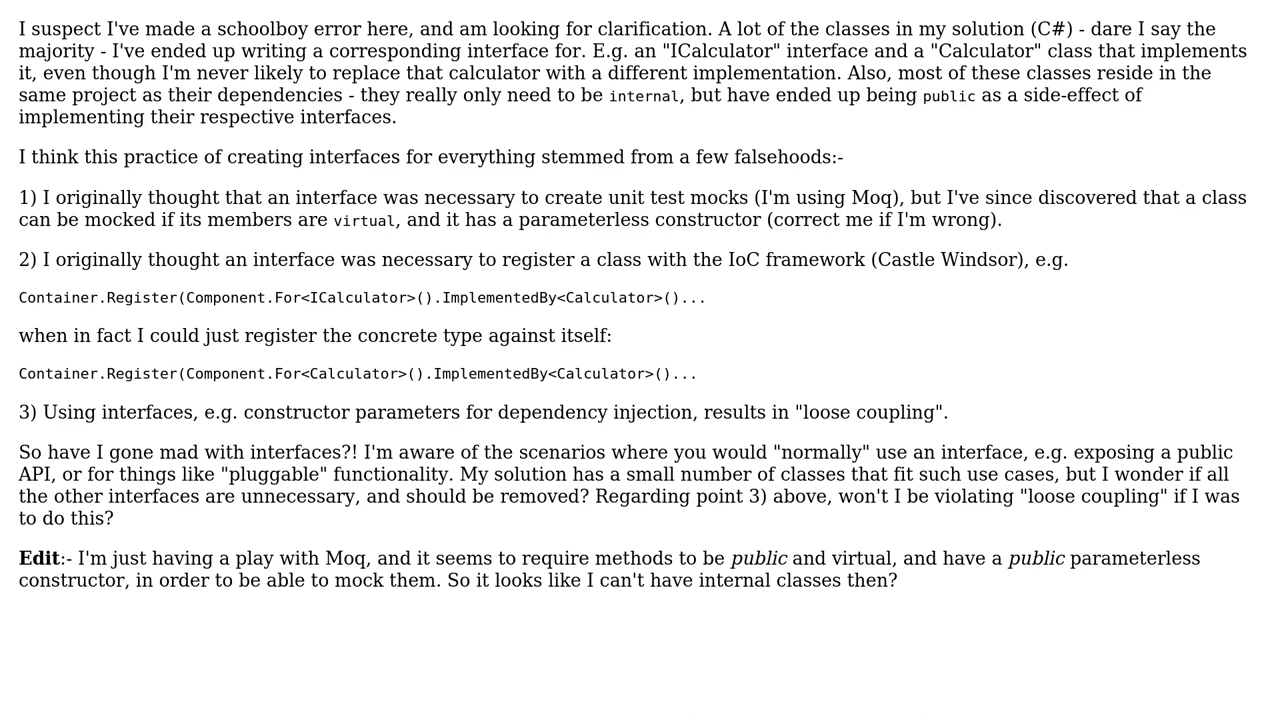 I suspect I've made a schoolboy error here, and am looking for clarification. A lot of the classes in my solution (C#) - dare I say the
majority - I've ended up writing a corresponding interface for. E.g. an "ICalculator" interface and a "Calculator" class that implements
it, even though I'm never likely to replace that calculator with a different implementation. Also, most of these classes reside in the
same project as their dependencies - they really only need to be internal, but have ended up being public as a side-effect of
implementing their respective interfaces.
I think this practice of creating interfaces for everything stemmed from a few falsehoods:-
1) I originally thought that an interface was necessary to create unit test mocks (I'm using Moq), but I've since discovered that a class
can be mocked if its members are virtual, and it has a parameterless constructor (correct me if I'm wrong).
2) I originally thought an interface was necessary to register a class with the IoC framework (Castle Windsor), e.g.
Container.Register(Component.For<ICalculator>().ImplementedBy<Calculator>()...
when in fact I could just register the concrete type against itself:
Container.Register(Component.For<Calculator>().ImplementedBy<Calculator>()...
3) Using interfaces, e.g. constructor parameters for dependency injection, results in "loose coupling".
So have I gone mad with interfaces?! I'm aware of the scenarios where you would "normally" use an interface, e.g. exposing a public
API, or for things like "pluggable" functionality. My solution has a small number of classes that fit such use cases, but I wonder if all
the other interfaces are unnecessary, and should be removed? Regarding point 3) above, won't I be violating "loose coupling" if I was
to do this?
Edit:- I'm just having a play with Moq, and it seems to require methods to be public and virtual, and have a public parameterless
constructor, in order to be able to mock them. So it looks like I can't have internal classes then?